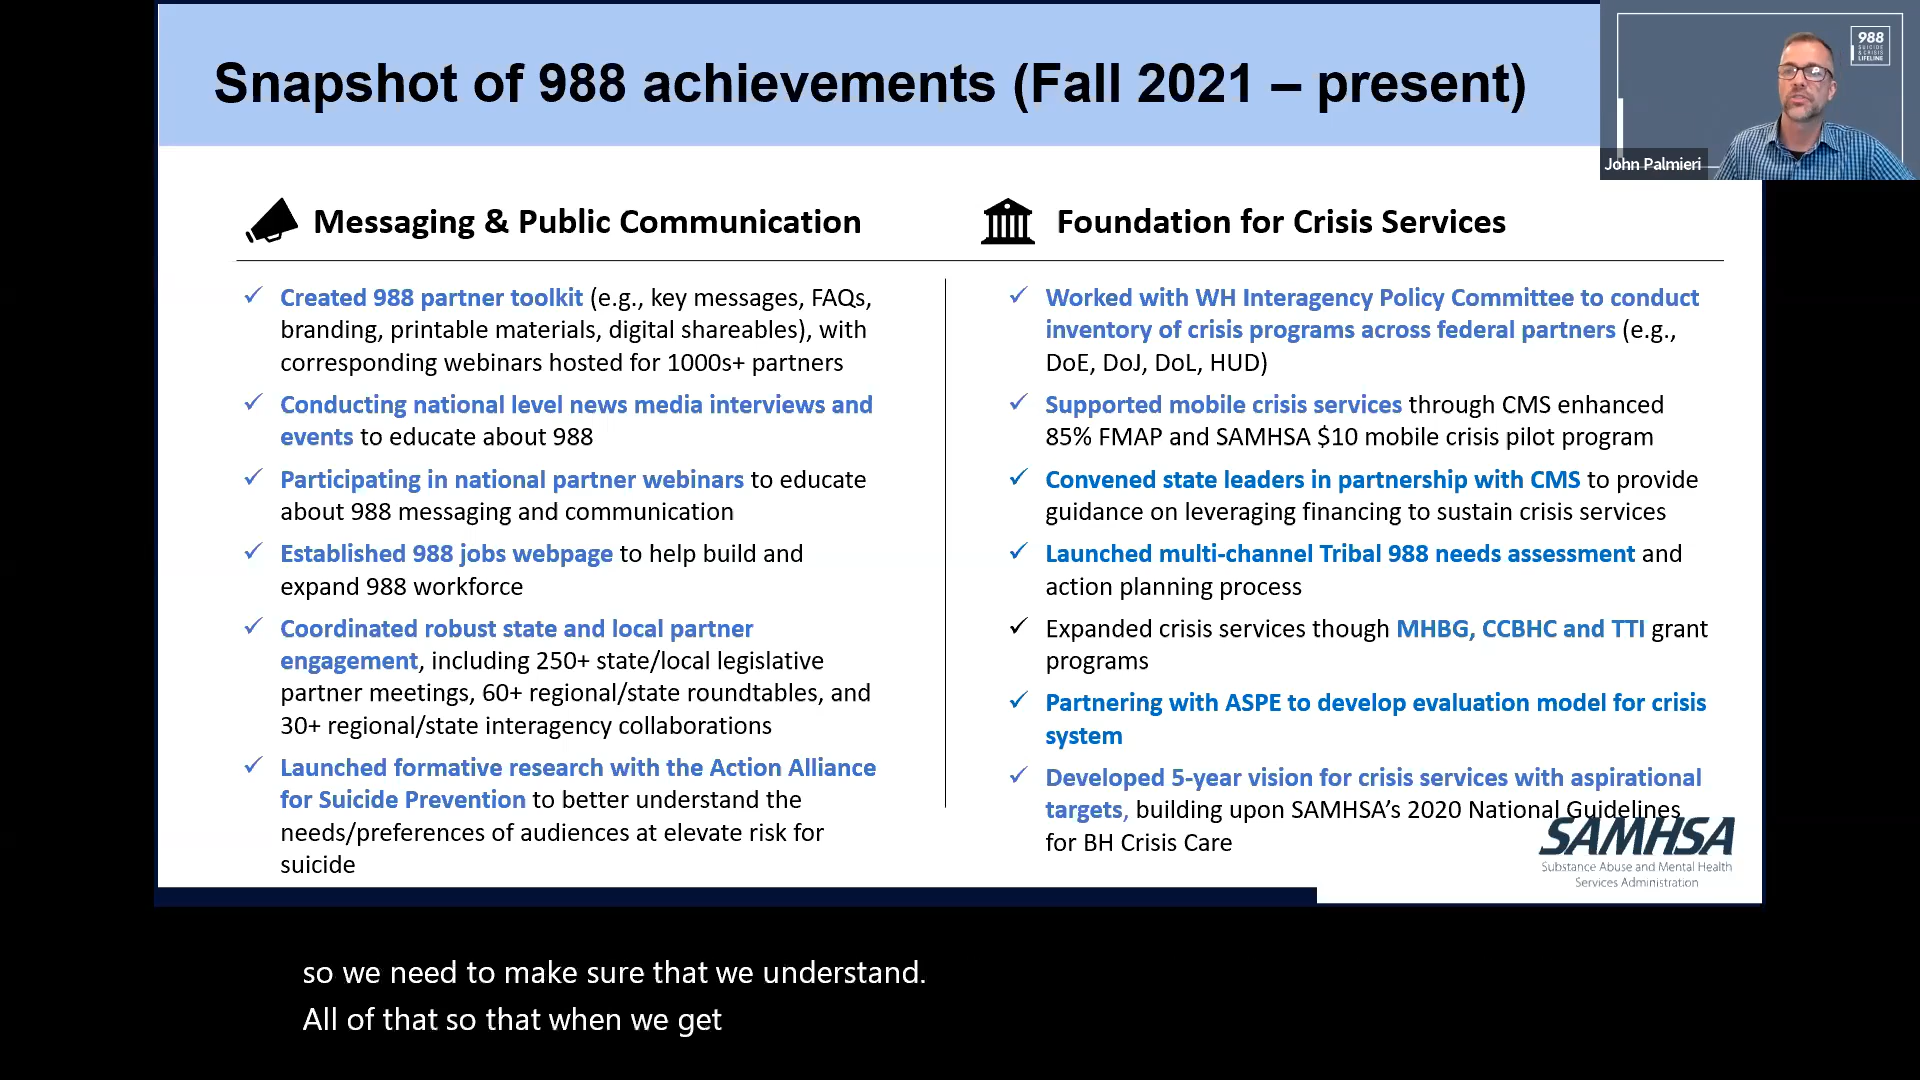 Snapshot of 988 achievements (Fall 2021 – present)
988
SUICIDE
& CRISIS
LIFELINE
John Palmieri
Messaging & Public Communication
✓ Created 988 partner toolkit (e.g., key messages, FAQs,
branding, printable materials, digital shareables), with
corresponding webinars hosted for 1000s+ partners
✓ Conducting national level news media interviews and
events to educate about 988
✓ Participating in national partner webinars to educate
about 988 messaging and communication
✓ Established 988 jobs webpage to help build and
expand 988 workforce
✓ Coordinated robust state and local partner
engagement, including 250+ state/local legislative
partner meetings, 60+ regional/state roundtables, and
30+ regional/state interagency collaborations
✓ Launched formative research with the Action Alliance
for Suicide Prevention to better understand the
needs/preferences of audiences at elevate risk for
suicide
Foundation for Crisis Services
✓ Worked with WH Interagency Policy Committee to conduct
inventory of crisis programs across federal partners (e.g.,
DoE, DoJ, DoL, HUD)
✓ Supported mobile crisis services through CMS enhanced
85% FMAP and SAMHSA $10 mobile crisis pilot program
✓ Convened state leaders in partnership with CMS to provide
guidance on leveraging financing to sustain crisis services
✓ Launched multi-channel Tribal 988 needs assessment and
action planning process
✓ Expanded crisis services though MHBG, CCBHC and TTI grant
programs
✓ Partnering with ASPE to develop evaluation model for crisis
system
✓ Developed 5-year vision for crisis services with aspirational
targets, building upon SAMHSA’s 2020 National Guidelines
for BH Crisis Care
SAMHSA
Substance Abuse and Mental Health
Services Administration
so we need to make sure that we understand.
All of that so that when we get